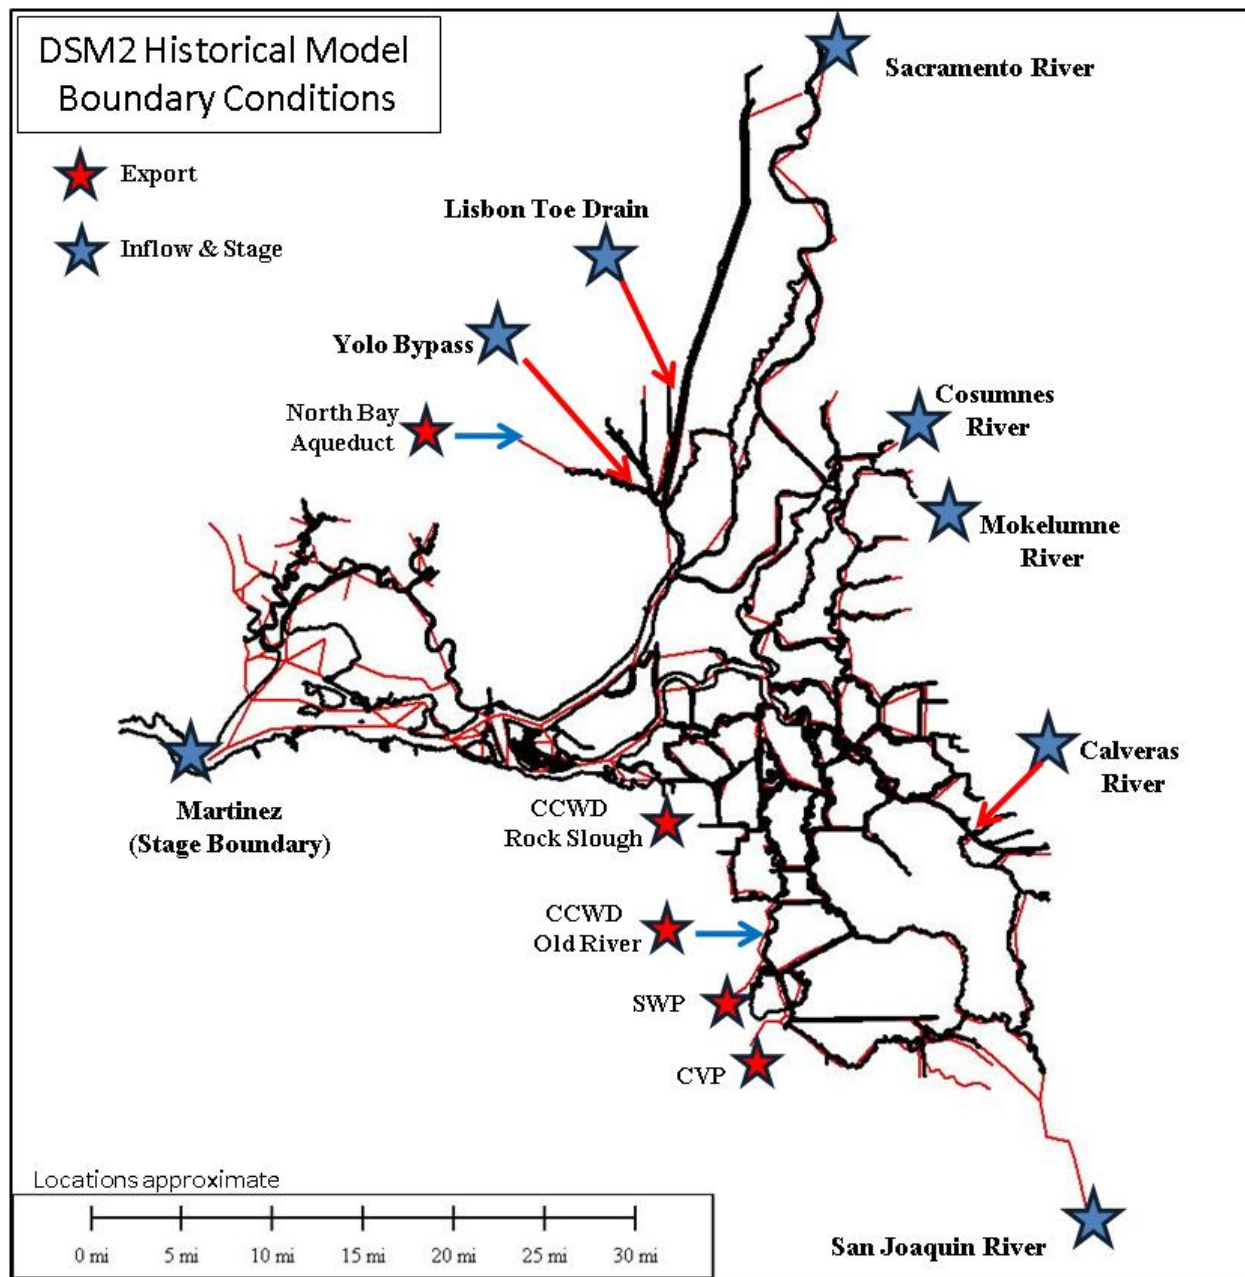 DSM2 Historical Model
Boundary Conditions
Export
Inflow & Stage
Sacramento River
Lisbon Toe Drain
Yolo Bypass
North Bay
Aqueduct
Cosumnes
River
Mokelumne
River
Calveras
River
Martinez
(Stage Boundary)
CCWD
Rock Slough
CCWD
Old River
SWP
CVP
San Joaquin River
Locations approximate
0 mi 5 mi 10 mi 15 mi 20 mi 25 mi 30 mi